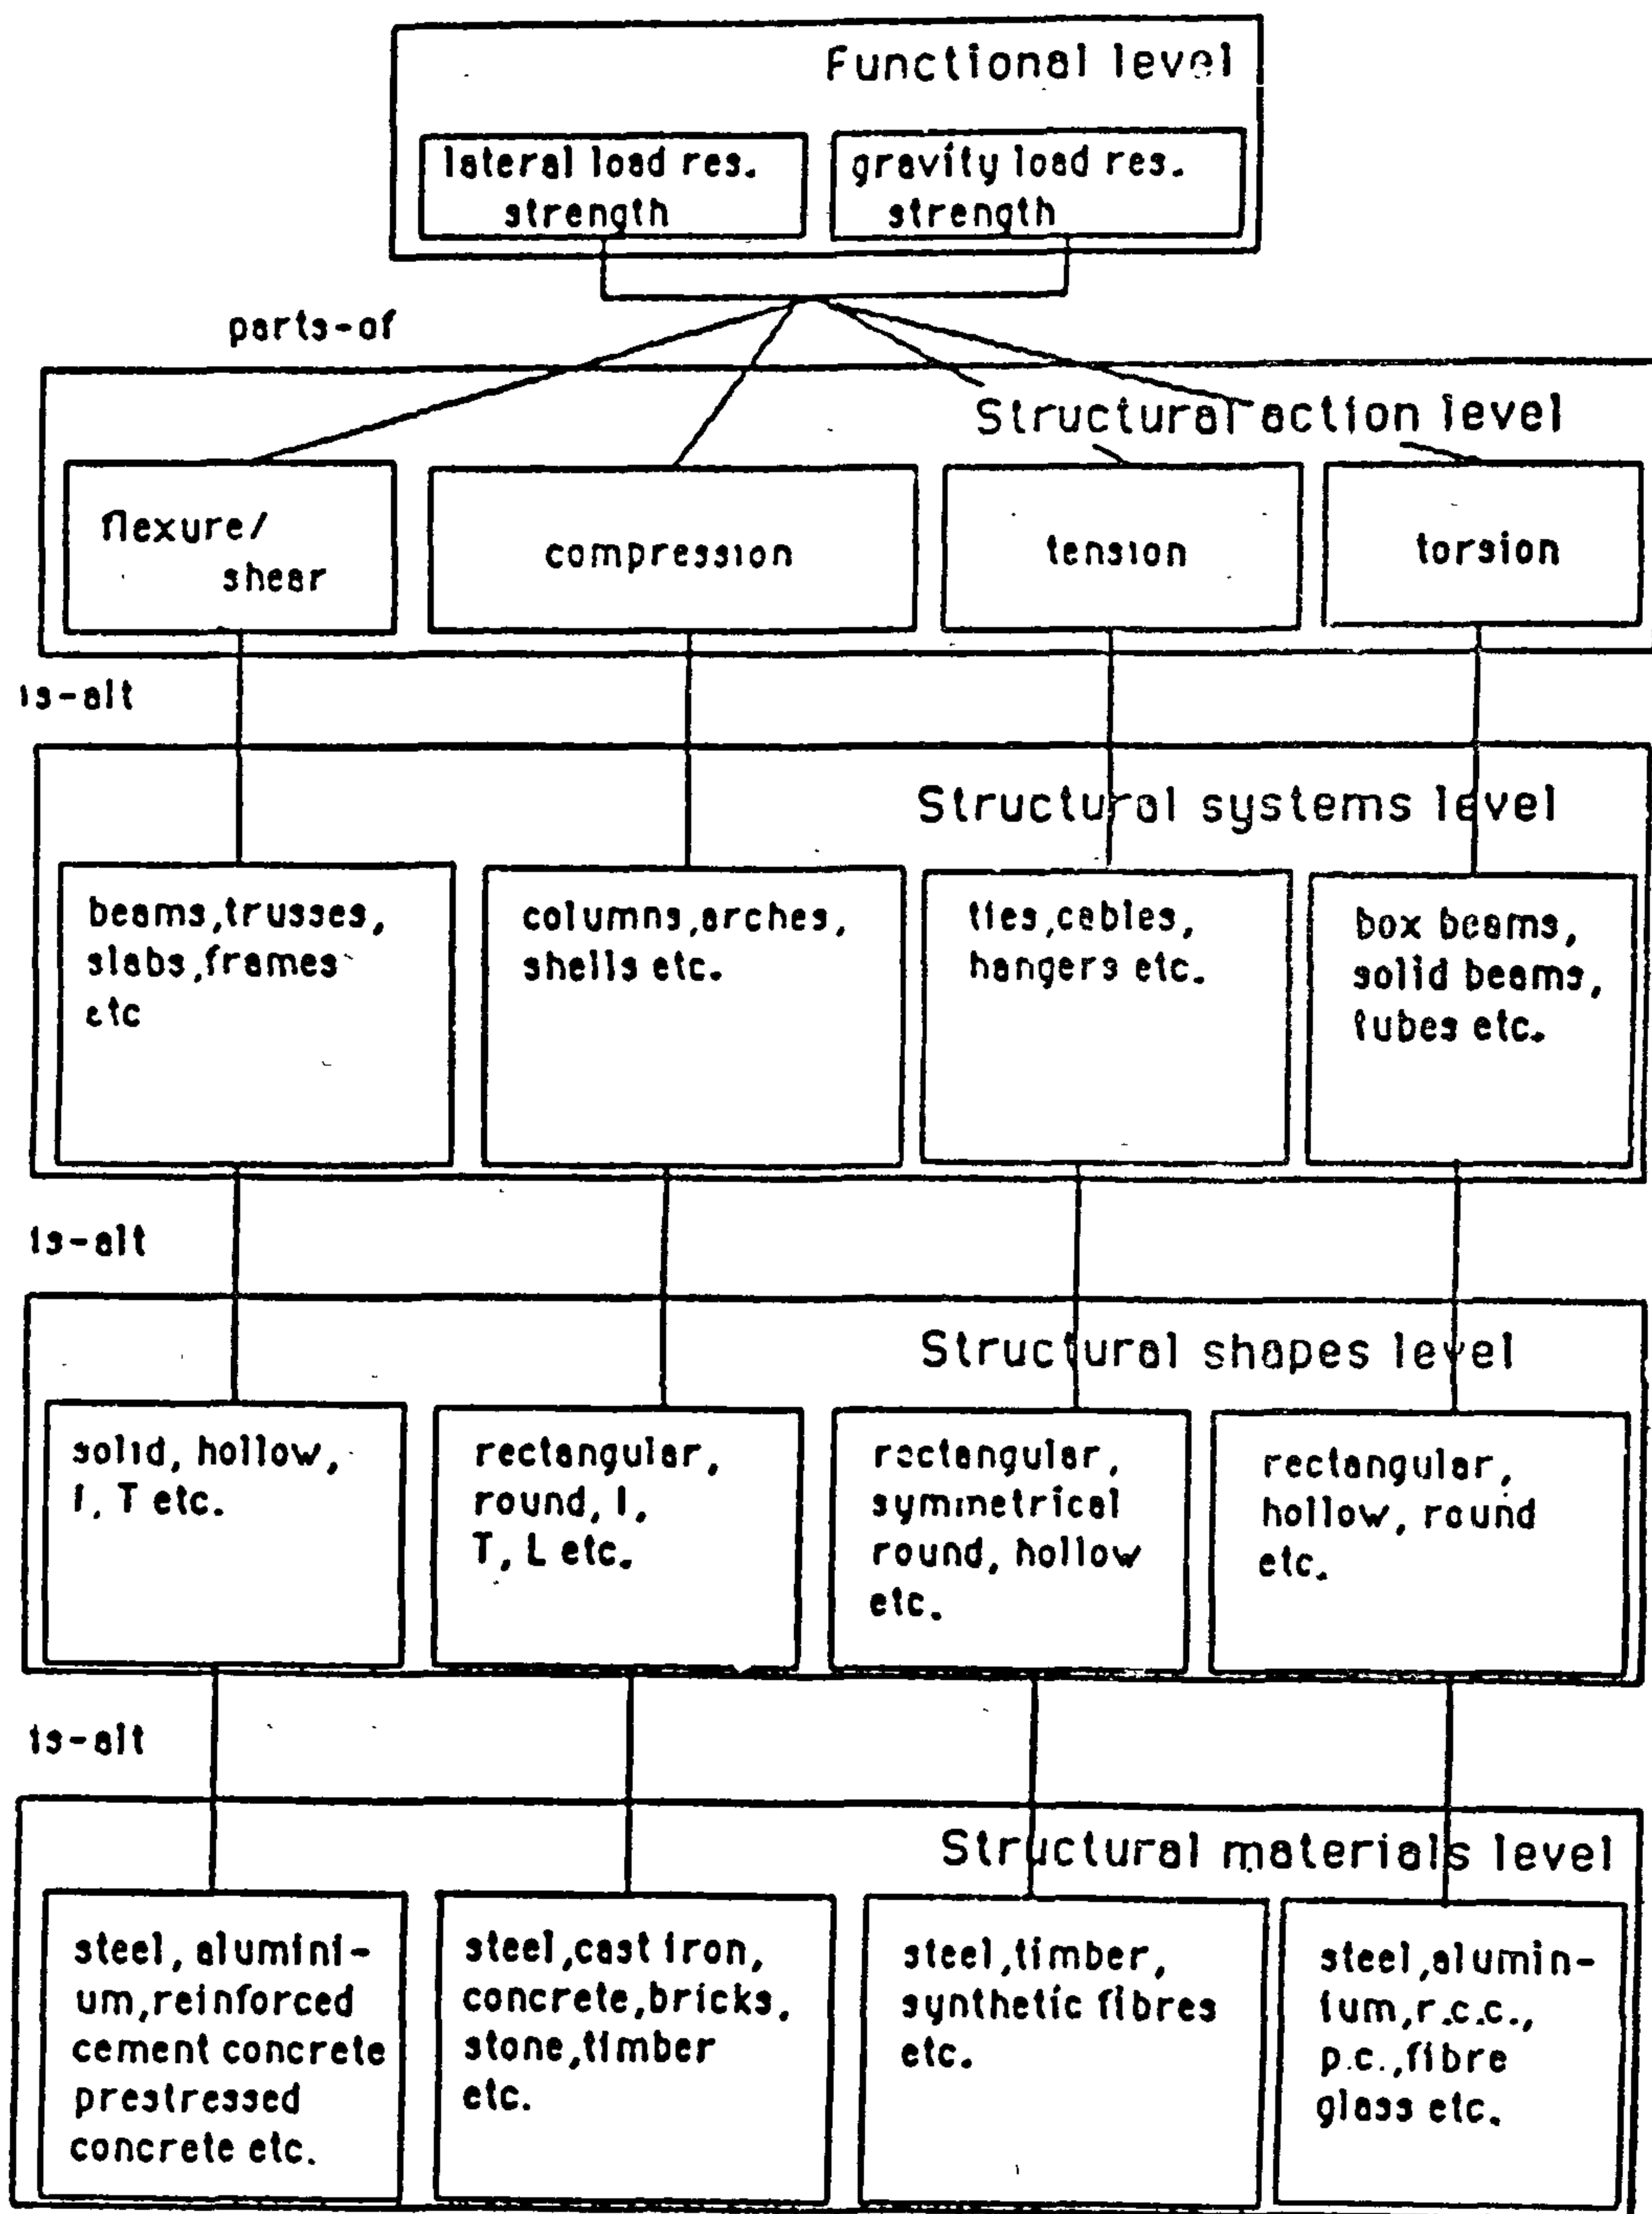 Functional level
lateral load res.
strength
gravity load res.
strength
parts-of
Structural action level
flexure/
shear
compression
tension
torsion
is-alt
Structural systems level
beams,trusses,
slabs,frames
etc
columns,arches,
shells etc.
ties,cables,
hangers etc.
box beams,
solid beams,
tubes etc.
is-alt
Structural shapes level
solid, hollow,
I, T etc.
rectangular,
round, I,
T, L etc.
rectangular,
symmetrical
round, hollow
etc.
rectangular,
hollow, round
etc.
is-alt
Structural materials level
steel, alumini-
um,reinforced
cement concrete
prestressed
concrete etc.
steel,cast iron,
concrete,bricks,
stone,timber
etc.
steel,timber,
synthetic fibres
etc.
steel,alumin-
ium,r.c.c.,
p.c.,fibre
glass etc.